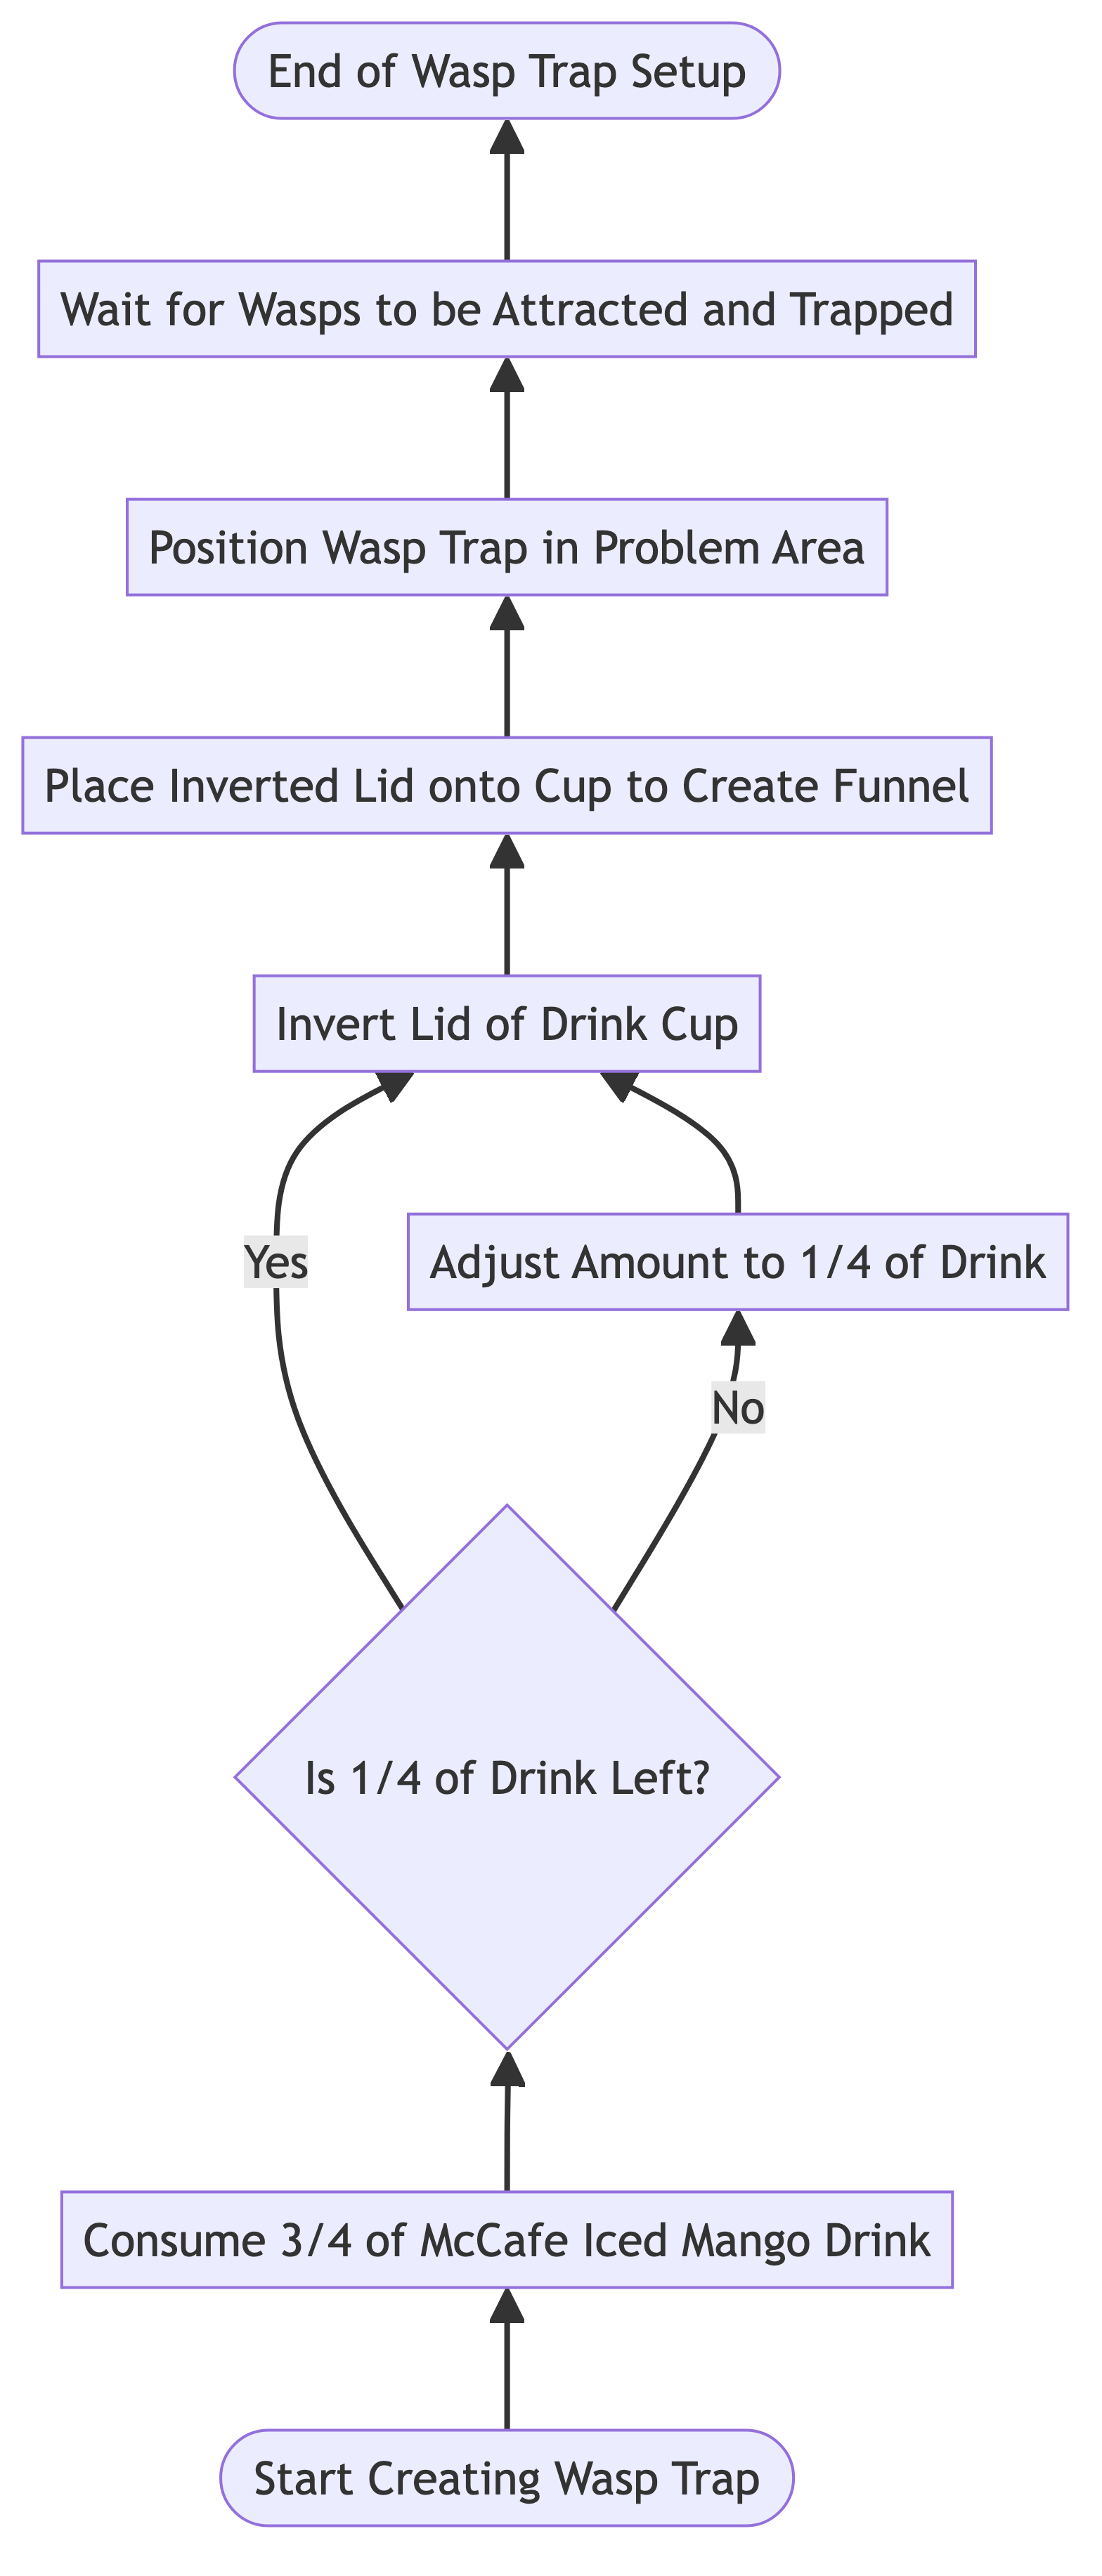 End of Wasp Trap Setup
Wait for Wasps to be Attracted and Trapped
Position Wasp Trap in Problem Area
Place Inverted Lid onto Cup to Create Funnel
Invert Lid of Drink Cup
Yes
Adjust Amount to 1/4 of Drink
No
Is 1/4 of Drink Left?
Consume 3/4 of McCafe Iced Mango Drink
Start Creating Wasp Trap